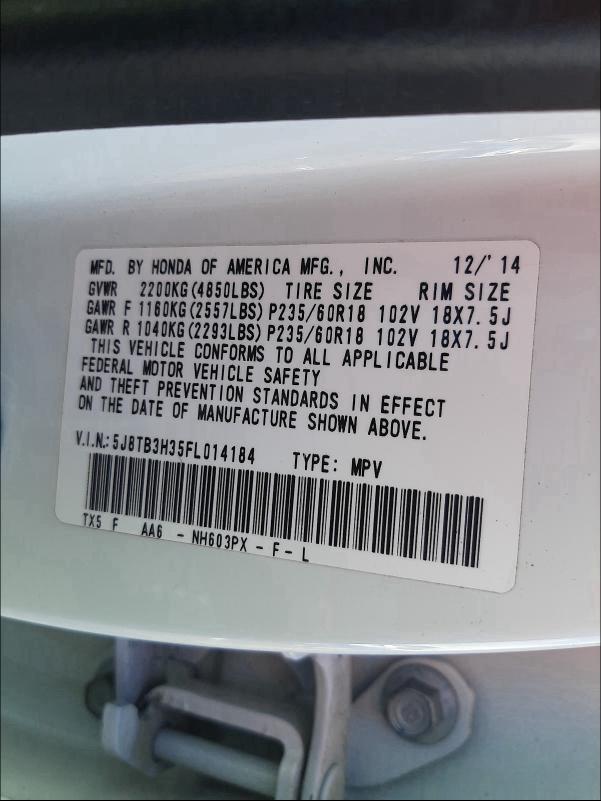 MFD. BY HONDA OF AMERICA MFG., INC. 12/'14
GVWR 2200KG(4850LBS) TIRE SIZE RIM SIZE
GAWR F 1160KG(2557LBS) P235/60R18 102V 18X7.5J
GAWR R 1040KG(2293LBS) P235/60R18 102V 18X7.5J
THIS VEHICLE CONFORMS TO ALL APPLICABLE
FEDERAL MOTOR VEHICLE SAFETY
AND THEFT PREVENTION STANDARDS IN EFFECT
ON THE DATE OF MANUFACTURE SHOWN ABOVE.
V.I.N.: 5J8TB3H35FL014184 TYPE: MPV
TX5 F AA6 - NH603PX - F - L